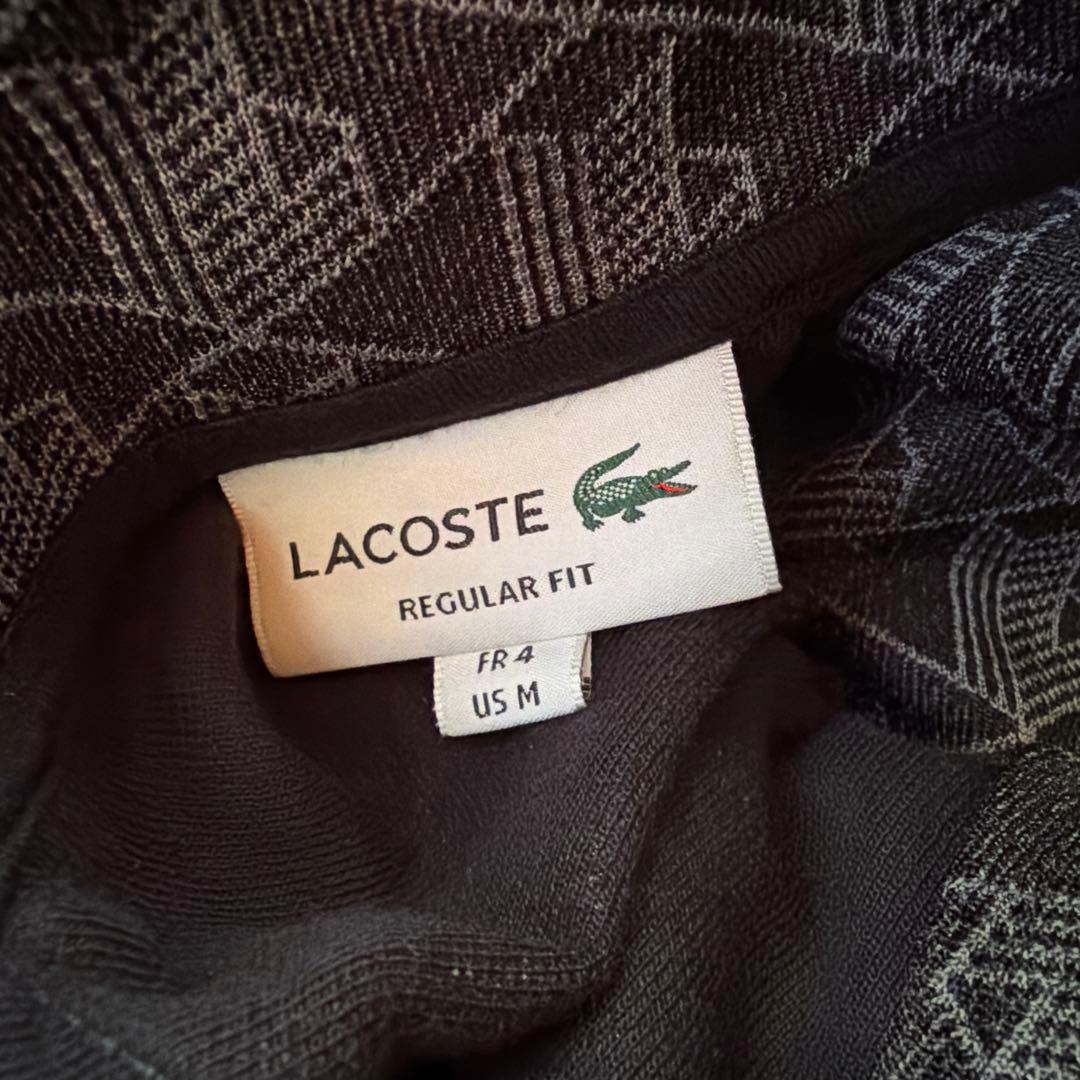 LACOSTE
REGULAR FIT
FR 4
US M